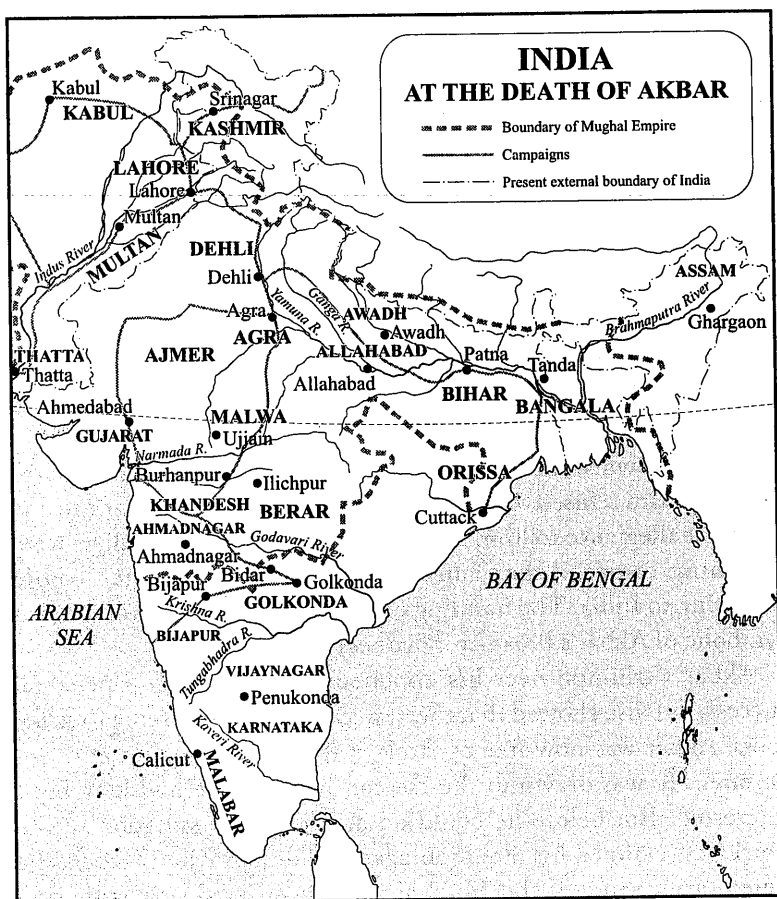 INDIA
AT THE DEATH OF AKBAR
Boundary of Mughal Empire
Campaigns
Present external boundary of India
Kabul
KABUL
Srinagar
KASHMIR
LAHORE
Lahore
Multan
MULTAN
Indus River
DEHLI
Dehli
ASSAM
Brahmaputra River
Ghargaon
Agra
AGRA
Yamuna R.
Ganga R.
AWADH
Awadh
AJMER
ALLAHABAD
Allahabad
Patna
BIHAR
Tanda
BANGALA
THATTA
Thatta
Ahmedabad
GUJARAT
MALWA
Ujjain
Narmada R.
Burhanpur
Ilichpur
ORISSA
Cuttack
KHANDESH
BERAR
AHMADNAGAR
Ahmadnagar
Godavari River
Bidar
Bijapur
Golkonda
GOLKONDA
Krishna R.
BIJAPUR
Tungabhadra R.
ARABIAN
SEA
BAY OF BENGAL
VIJAYNAGAR
Penukonda
KARNATAKA
Kaveri River
Calicut
MALABAR